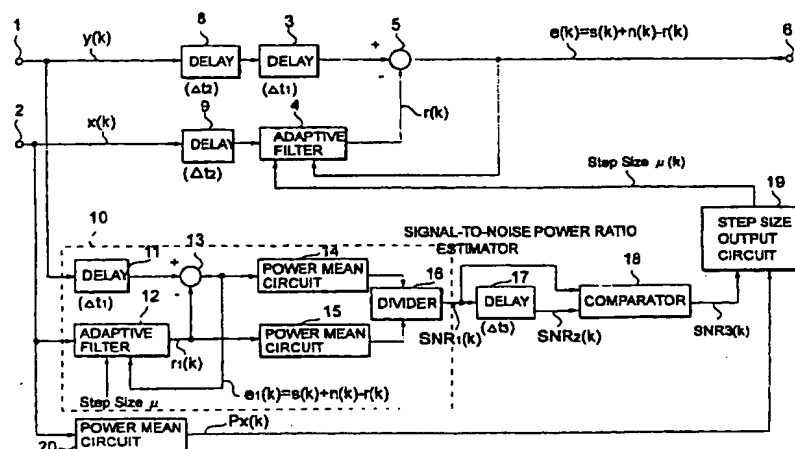 1
y(k)
8
DELAY
(Δt2)
3
DELAY
(Δt1)
+
5
-
e(k)=s(k)+n(k)-r(k)
6
2
x(k)
9
DELAY
(Δt2)
4
ADAPTIVE
FILTER
r(k)
Step Size μ(k)
19
STEP SIZE
OUTPUT
CIRCUIT
10
SIGNAL-TO-NOISE POWER RATIO
ESTIMATOR
11
DELAY
(Δt1)
+
13
-
14
POWER MEAN
CIRCUIT
16
DIVIDER
17
DELAY
(Δt3)
18
COMPARATOR
12
ADAPTIVE
FILTER
r1(k)
15
POWER MEAN
CIRCUIT
SNR1(k)
SNR2(k)
SNR3(k)
Step Size μ
e1(k)=s(k)+n(k)-r(k)
POWER MEAN
CIRCUIT
20
Px(k)